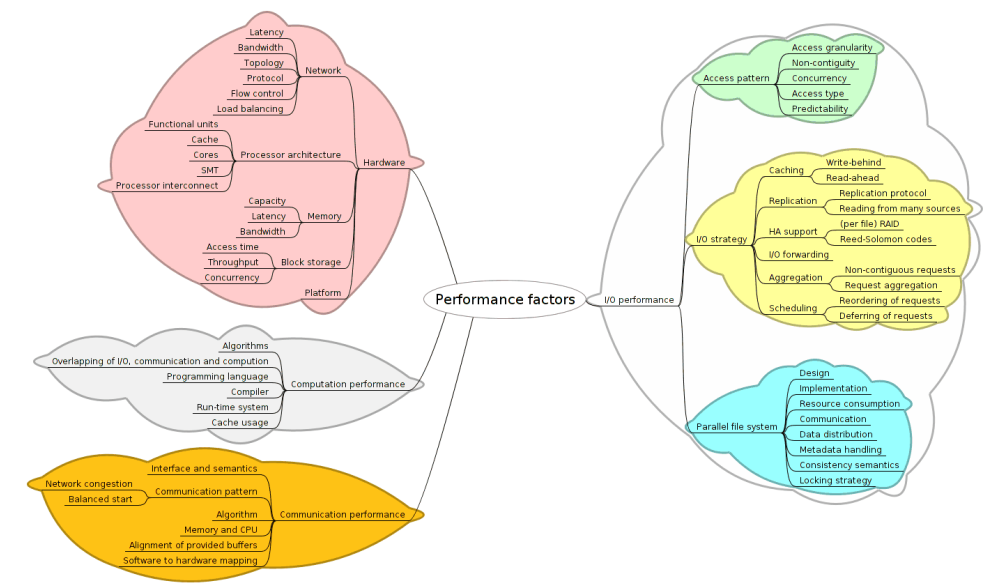 Performance factors
Hardware
Network
Latency
Bandwidth
Topology
Protocol
Flow control
Load balancing
Processor architecture
Functional units
Cache
Cores
SMT
Processor interconnect
Memory
Capacity
Latency
Bandwidth
Block storage
Access time
Throughput
Concurrency
Platform
Computation performance
Algorithms
Overlapping of I/O, communication and compution
Programming language
Compiler
Run-time system
Cache usage
Communication performance
Interface and semantics
Communication pattern
Network congestion
Balanced start
Algorithm
Memory and CPU
Alignment of provided buffers
Software to hardware mapping
I/O performance
Access pattern
Access granularity
Non-contiguity
Concurrency
Access type
Predictability
I/O strategy
Caching
Write-behind
Read-ahead
Replication
Replication protocol
Reading from many sources
HA support
(per file) RAID
Reed-Solomon codes
I/O forwarding
Aggregation
Non-contiguous requests
Request aggregation
Scheduling
Reordering of requests
Deferring of requests
Parallel file system
Design
Implementation
Resource consumption
Communication
Data distribution
Metadata handling
Consistency semantics
Locking strategy